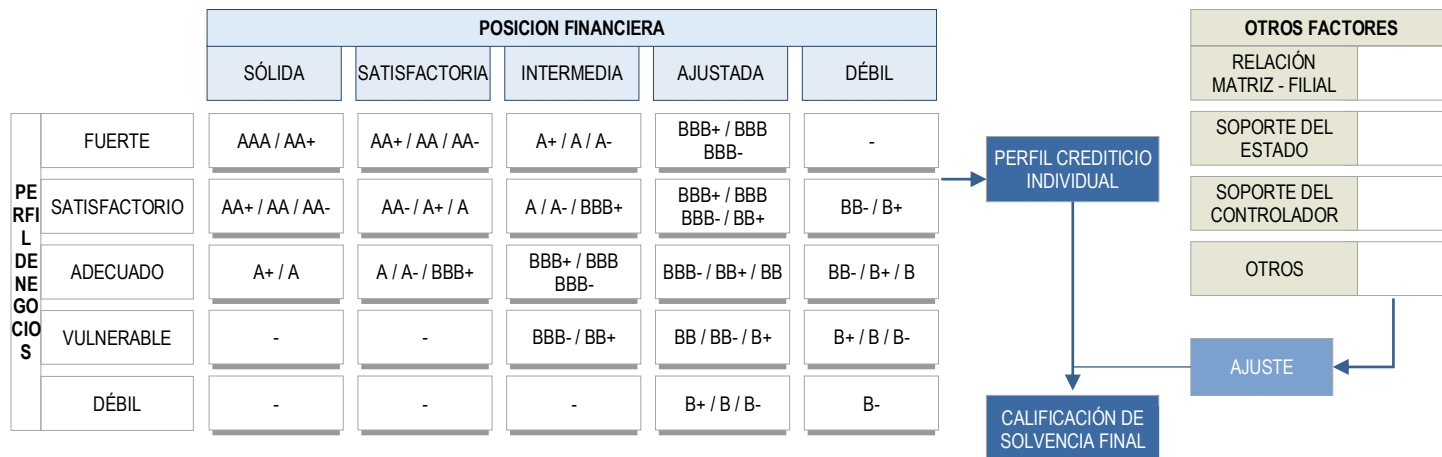 POSICION FINANCIERA
SÓLIDA
SATISFACTORIA
INTERMEDIA
AJUSTADA
DÉBIL
PE
RFI
L
DE
NE
GO
CIO
S
FUERTE
AAA / AA+
AA+ / AA / AA-
A+ / A / A-
BBB+ / BBB
BBB-
-
SATISFACTORIO
AA+ / AA / AA-
AA- / A+ / A
A / A- / BBB+
BBB+ / BBB
BBB- / BB+
BB- / B+
ADECUADO
A+ / A
A / A- / BBB+
BBB+ / BBB
BBB-
BBB- / BB+ / BB
BB- / B+ / B
VULNERABLE
-
-
BBB- / BB+
BB / BB- / B+
B+ / B / B-
DÉBIL
-
-
-
B+ / B / B-
B-
PERFIL CREDITICIO
INDIVIDUAL
CALIFICACIÓN DE
SOLVENCIA FINAL
OTROS FACTORES
RELACIÓN
MATRIZ - FILIAL
SOPORTE DEL
ESTADO
SOPORTE DEL
CONTROLADOR
OTROS
AJUSTE